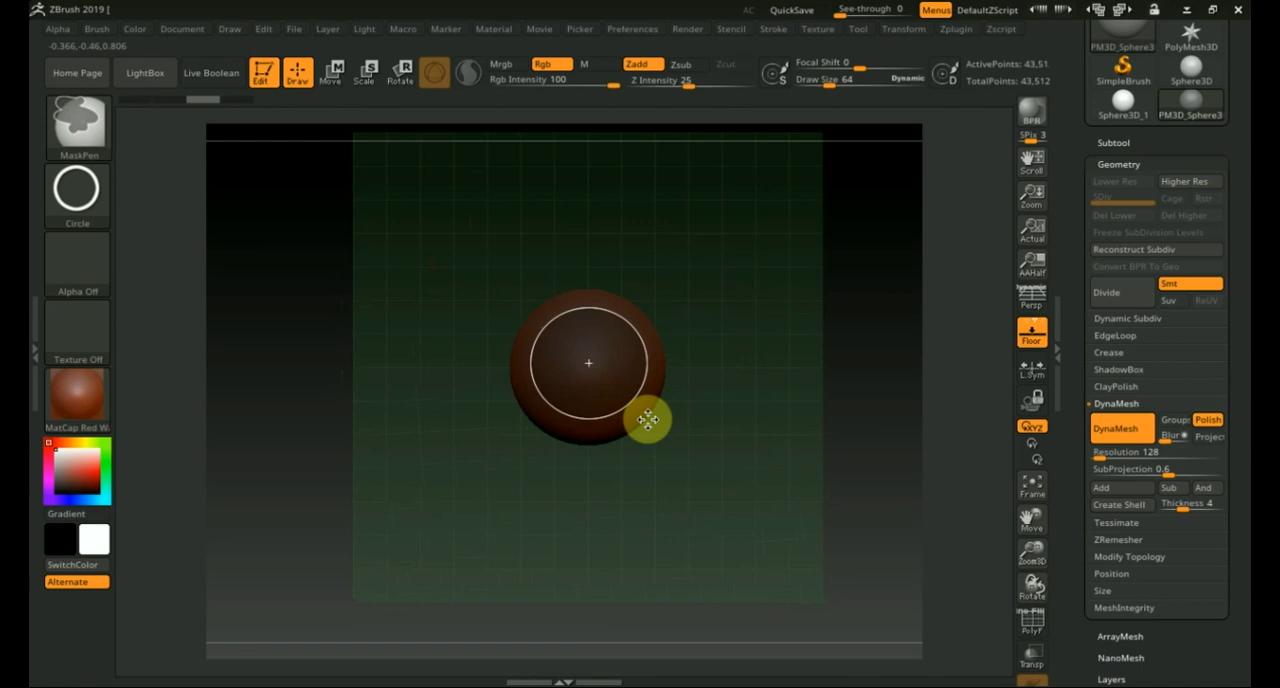 ZBrush 2019 [
AC QuickSave See-through 0 Menus DefaultZScript
Alpha Brush Color Document Draw Edit File Layer Light Macro Marker Material Movie Picker Preferences Render Stencil Stroke Texture Tool Transform Zplugin Zscript
-0.366,-0.46,0.806
Home Page LightBox Live Boolean Edit Draw Move Scale Rotate
Mrgb Rgb M Zadd Zsub Zcut
Rgb Intensity 100 Z Intensity 25
Focal Shift 0
Draw Size 64 Dynamic
S
D
ActivePoints: 43,51
TotalPoints: 43,512
MaskPen
Circle
Alpha Off
Texture Off
MatCap Red W
Gradient
SwitchColor
Alternate
BPR
SPix 3
Scroll
Zoom
Actual
AAHalf
Persp
Floor
L.Sym
XYZ
Frame
Move
Zoom3D
Rotate
PolyF
Transp
PM3D_Sphere3 PolyMesh3D
SimpleBrush Sphere3D
Sphere3D_1 PM3D_Sphere3
Subtool
Geometry
Lower Res Higher Res
SDiv Cage Rstr
Del Lower Del Higher
Freeze SubDivision Levels
Reconstruct Subdiv
Convert BPR To Geo
Divide Smt
Suv ReUV
Dynamic Subdiv
EdgeLoop
Crease
ShadowBox
ClayPolish
DynaMesh
DynaMesh Group Polish
Blur Projec
Resolution 128
SubProjection 0.6
Add Sub And
Create Shell Thickness 4
Tessimate
ZRemesher
Modify Topology
Position
Size
MeshIntegrity
ArrayMesh
NanoMesh
Layers